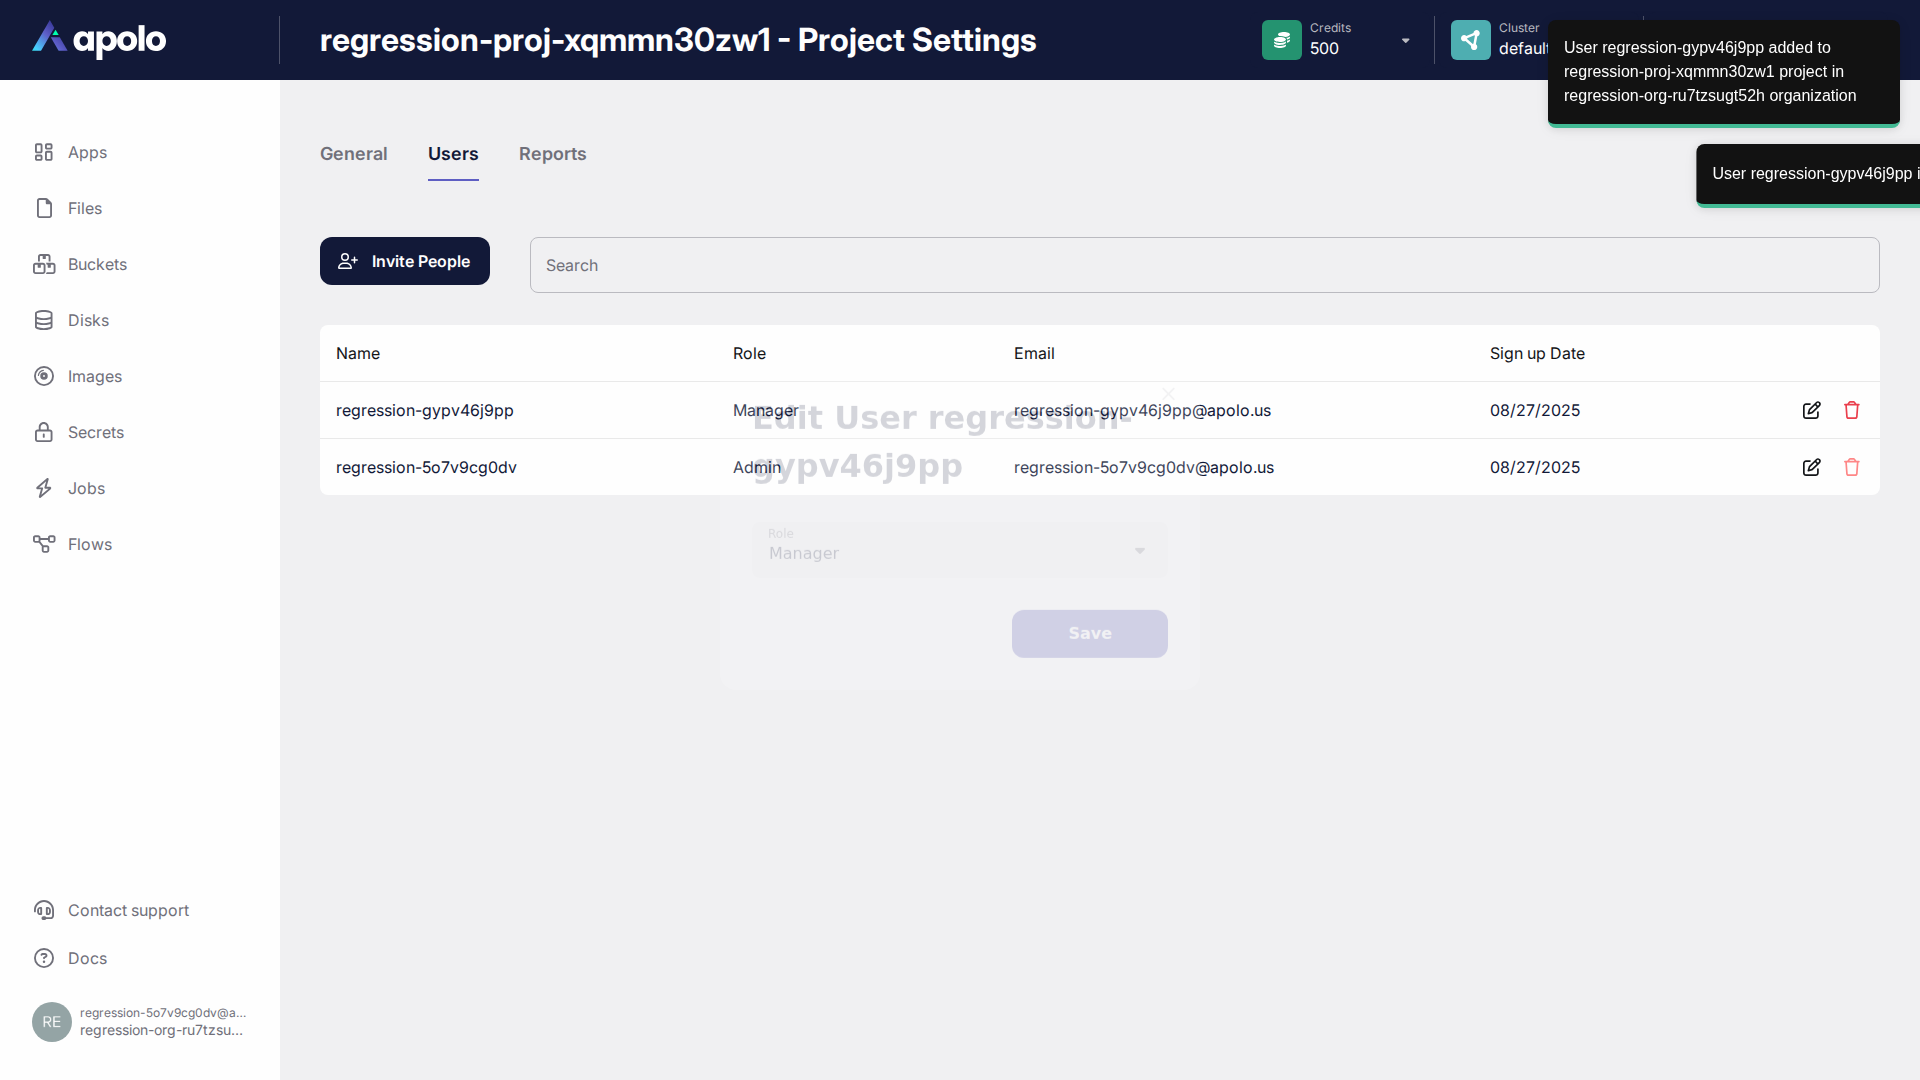 apolo
regression-proj-xqmmn30zw1 - Project Settings
Credits
500
Cluster
default
User regression-gypv46j9pp added to
regression-proj-xqmmn30zw1 project in
regression-org-ru7tzsugt52h organization
User regression-gypv46j9pp i
Apps
Files
Buckets
Disks
Images
Secrets
Jobs
Flows
Contact support
Docs
RE
regression-5o7v9cg0dv@a...
regression-org-ru7tzsu...
General
Users
Reports
Invite People
Search
Name Role Email Sign up Date
regression-gypv46j9pp Manager regression-gypv46j9pp@apolo.us 08/27/2025
regression-5o7v9cg0dv Admin regression-5o7v9cg0dv@apolo.us 08/27/2025
Edit User regression-
gypv46j9pp
Role
Manager
Save